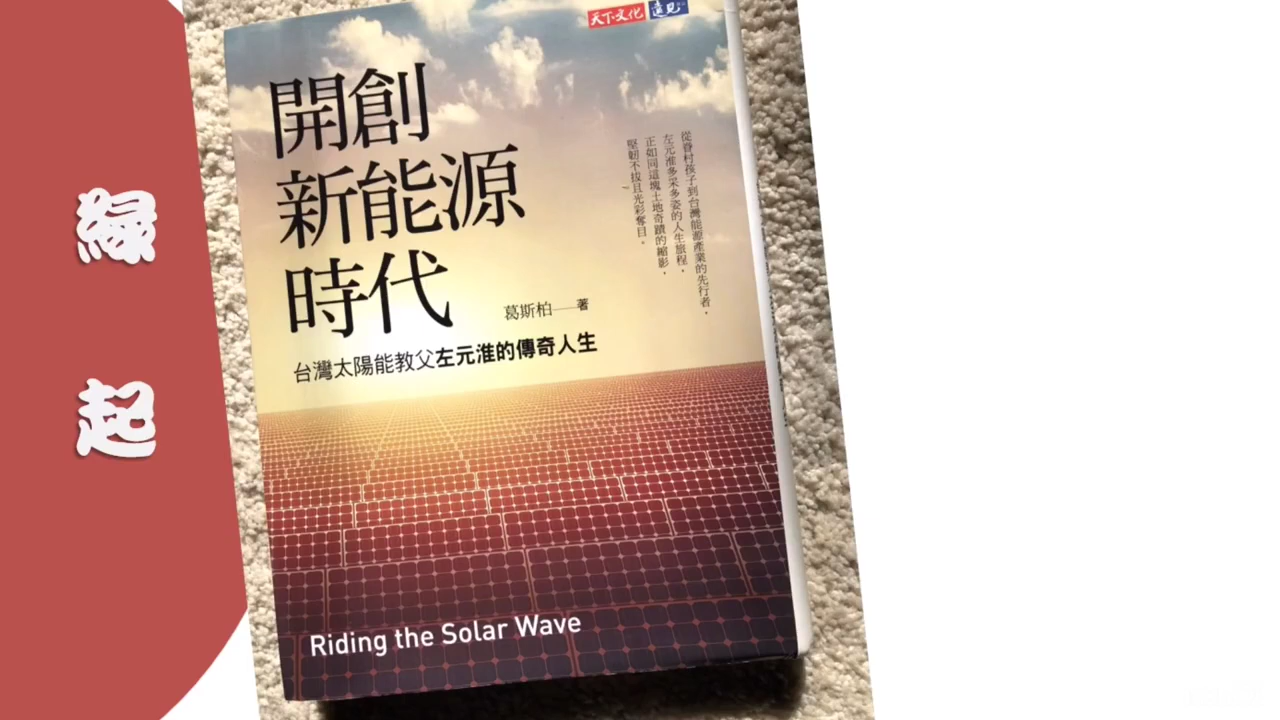 緣
起
天下文化 遠見
開創
新能源
時代
從眷村孩子到台灣能源產業的先行者，
左元淮多采多姿的人生旅程，
正如同這塊土地奇蹟的縮影，
堅韌不拔且光彩奪目。
葛斯柏——著
台灣太陽能教父左元淮的傳奇人生
Riding the Solar Wave